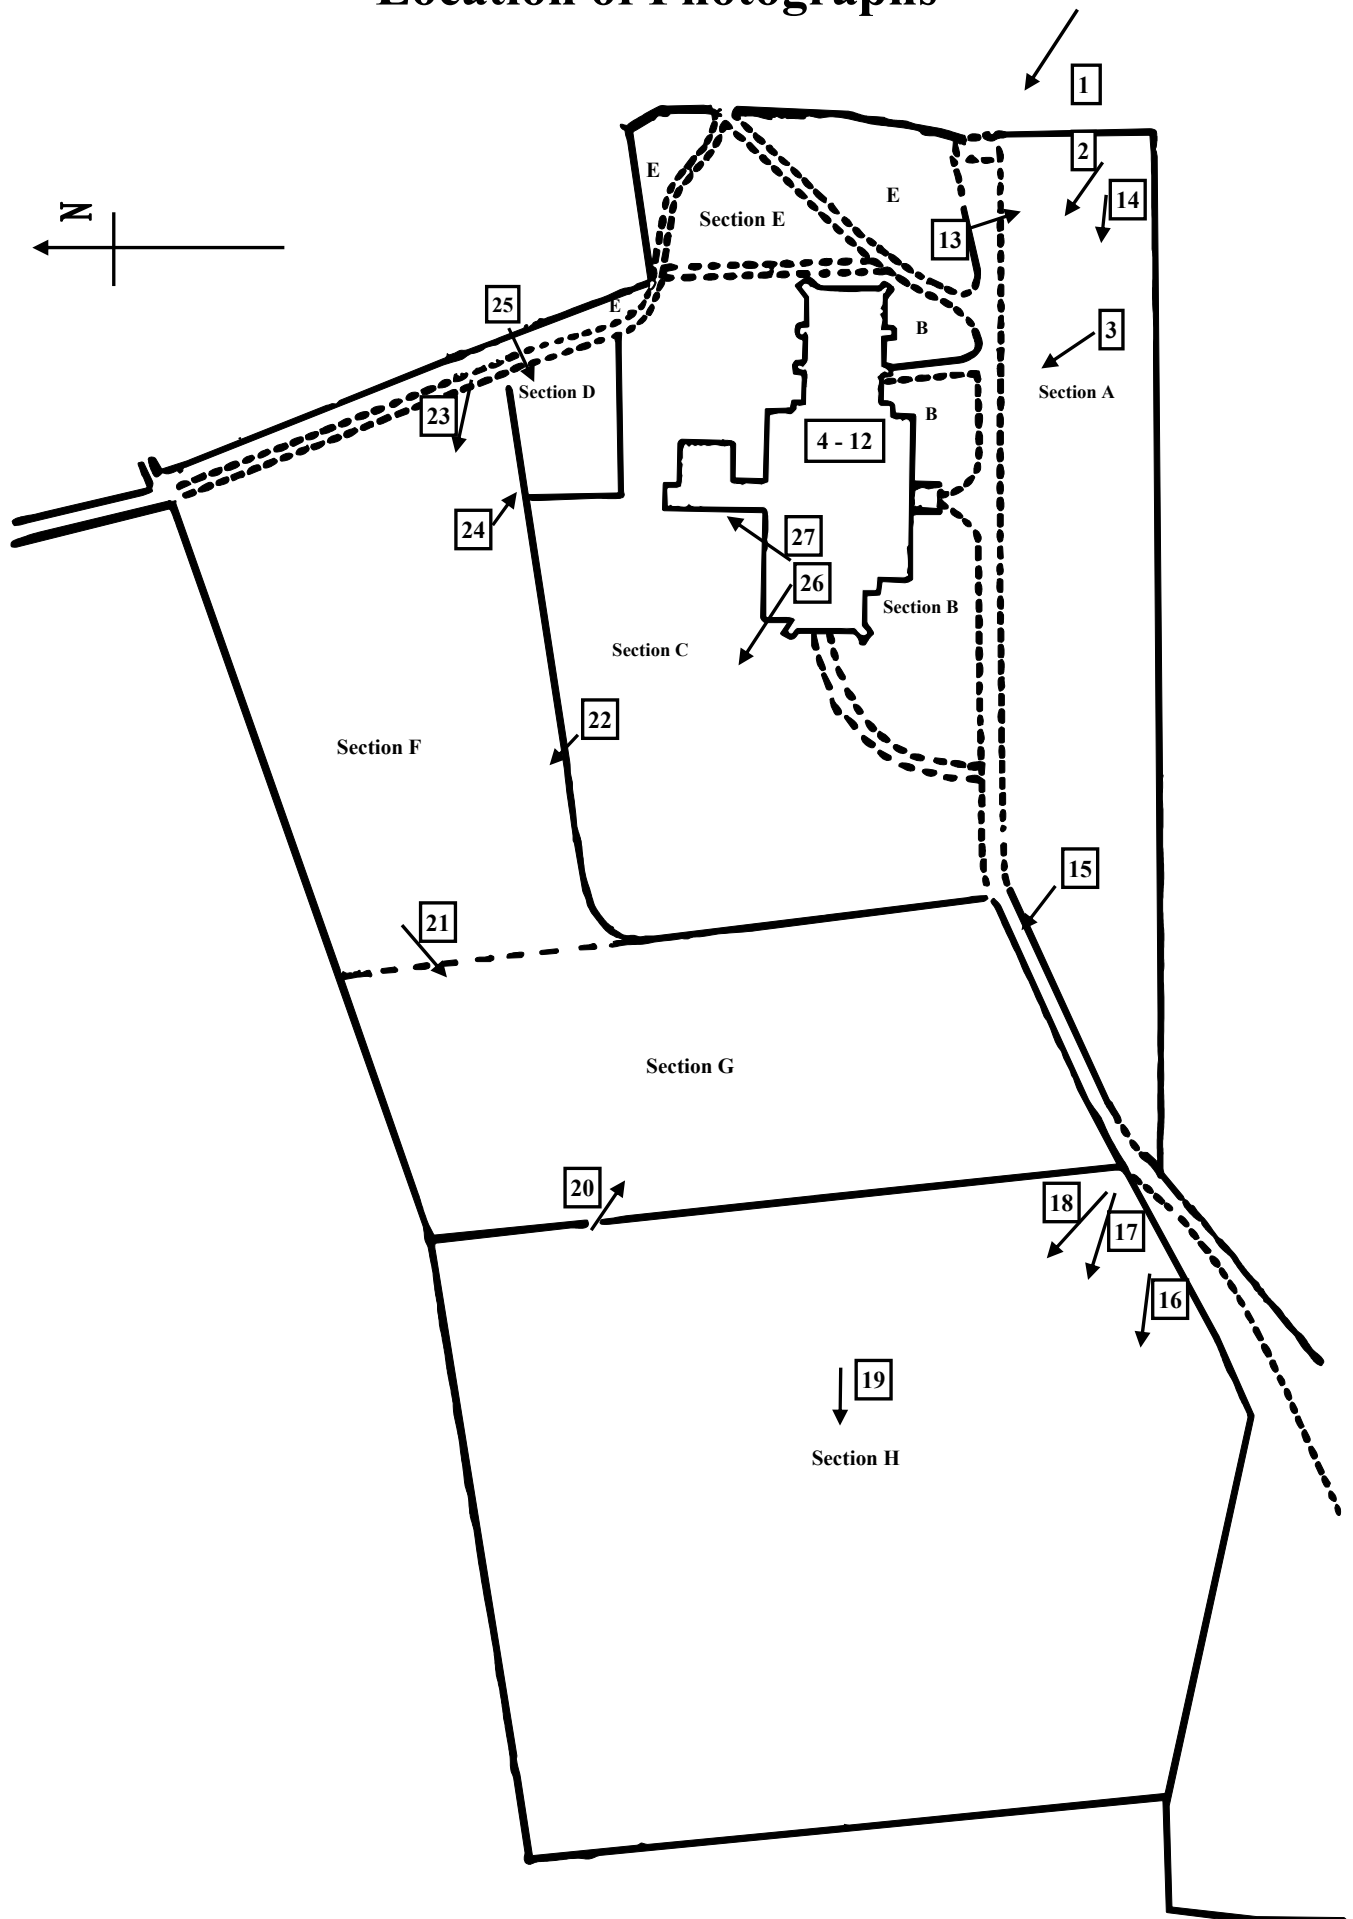 Location of Photographs
1
2
E
14
E
N
Section E
13
25
E
B
3
Section D
Section A
23
B
4 - 12
24
27
26
Section B
Section C
22
Section F
15
21
Section G
20
18
17
16
19
Section H